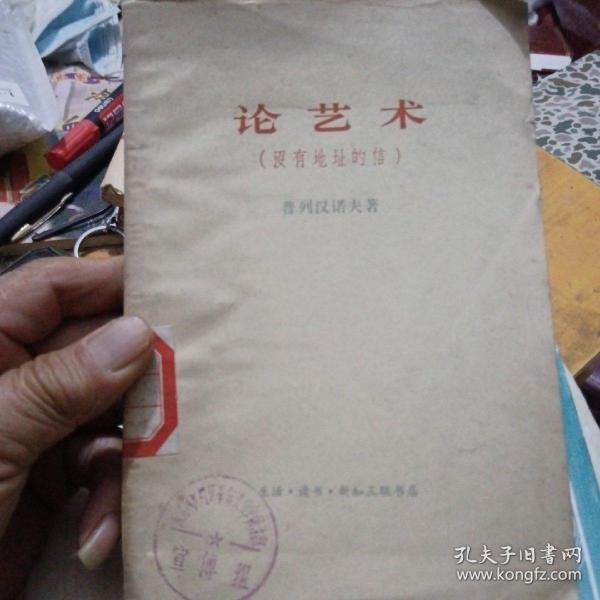 论艺术
（没有地址的信）
普列汉诺夫著
生活·读书·新知三联书店
孔夫子旧书网
www.kongfz.com